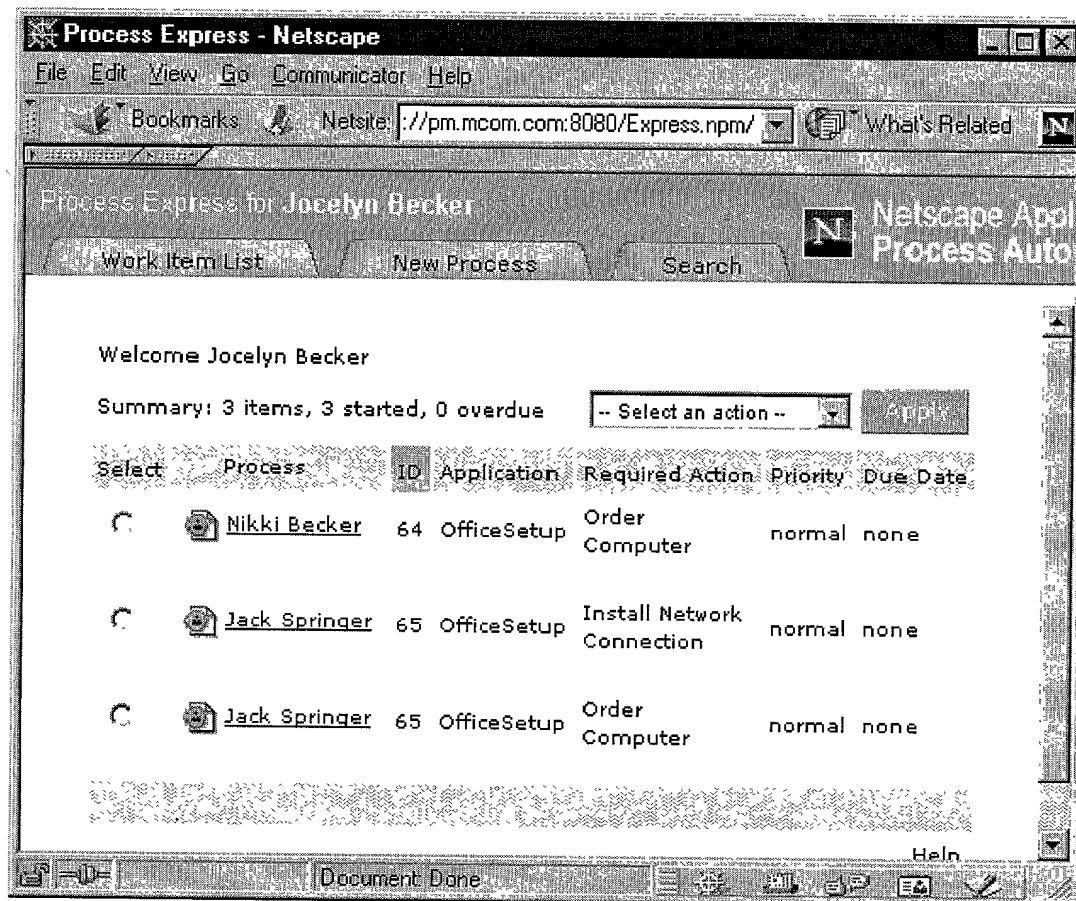 Process Express - Netscape
File Edit View Go Communicator Help
Bookmarks Netsite: ://pm.mcom.com:8080/Express.npm/ What's Related N
Process Express for Jocelyn Becker
N Netscape Appl
Process Auto
Work Item List New Process Search
Welcome Jocelyn Becker
Summary: 3 items, 3 started, 0 overdue -- Select an action -- Apply
Select Process ID Application Required Action Priority Due Date
Nikki Becker 64 OfficeSetup Order Computer normal none
Jack Springer 65 OfficeSetup Install Network Connection normal none
Jack Springer 65 OfficeSetup Order Computer normal none
Help
Document: Done